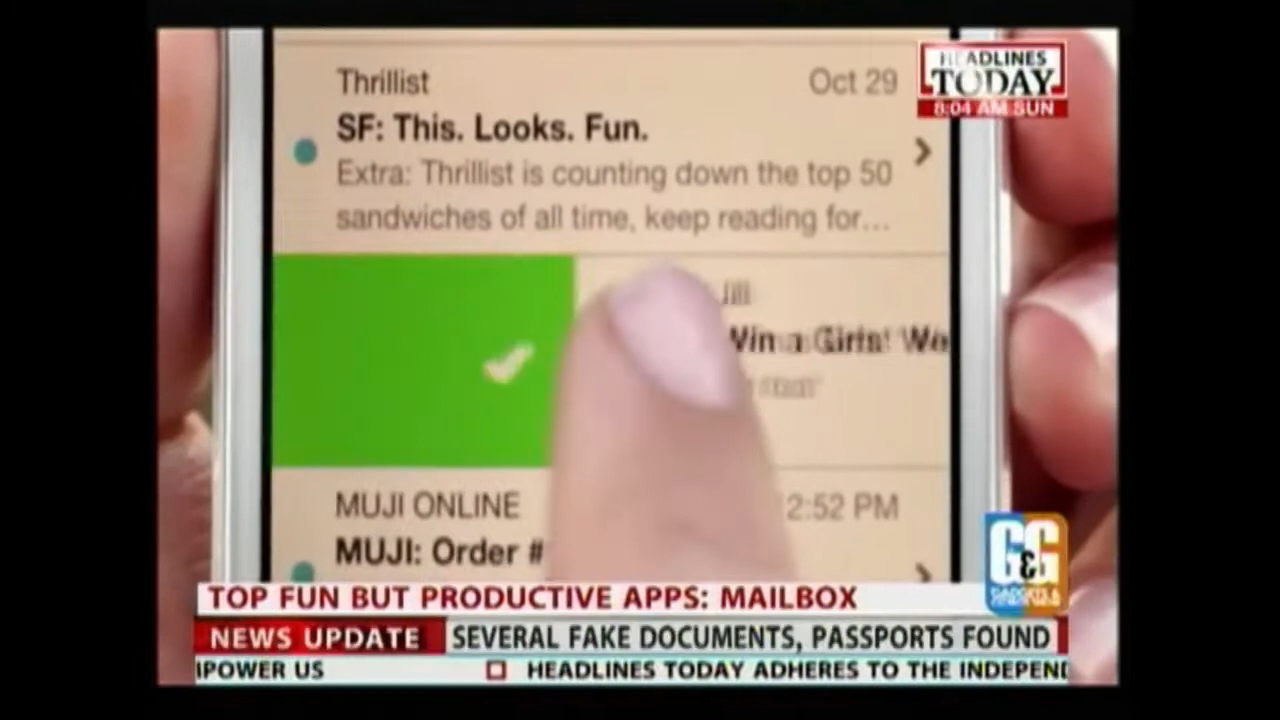 Thrillist
Oct 29
SF: This. Looks. Fun.
Extra: Thrillist is counting down the top 50
sandwiches of all time, keep reading for...
Jill
Win a Girls! We
MUJI ONLINE
2:52 PM
MUJI: Order #
HEADLINES
TODAY
8:04 AM SUN
G&G
TOP FUN BUT PRODUCTIVE APPS: MAILBOX
NEWS UPDATE
SEVERAL FAKE DOCUMENTS, PASSPORTS FOUND
IPOWER US
HEADLINES TODAY ADHERES TO THE INDEPEND